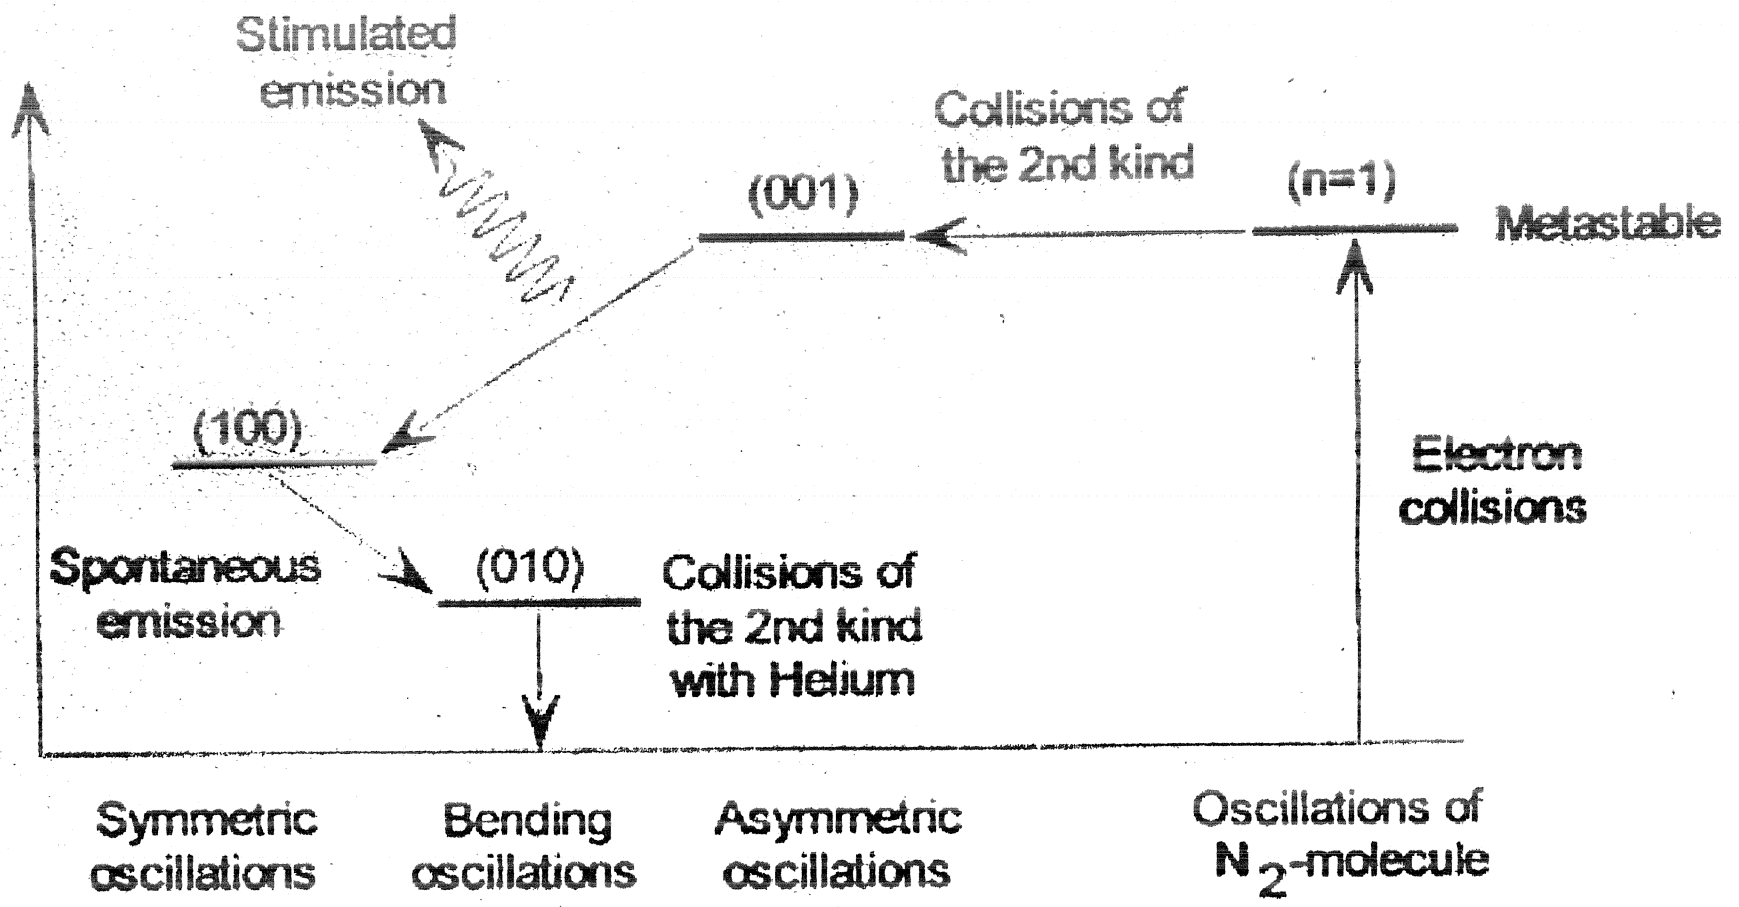 Stimulated
emission
Collisions of
the 2nd kind
(001)
(n=1)
Metastable
(100)
Electron
collisions
Spontaneous
emission
(010)
Collisions of
the 2nd kind
with Helium
Symmetric
oscillations
Bending
oscillations
Asymmetric
oscillations
Oscillations of
N₂-molecule